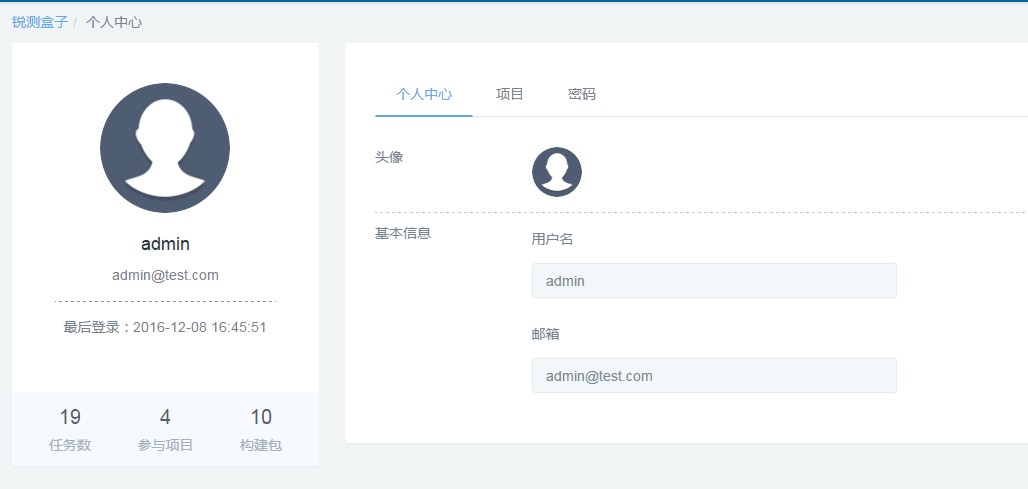 锐测盒子 / 个人中心
admin
admin@test.com
最后登录：2016-12-08 16:45:51
19 4 10
任务数 参与项目 构建包
个人中心 项目 密码
头像
基本信息
用户名
admin
邮箱
admin@test.com